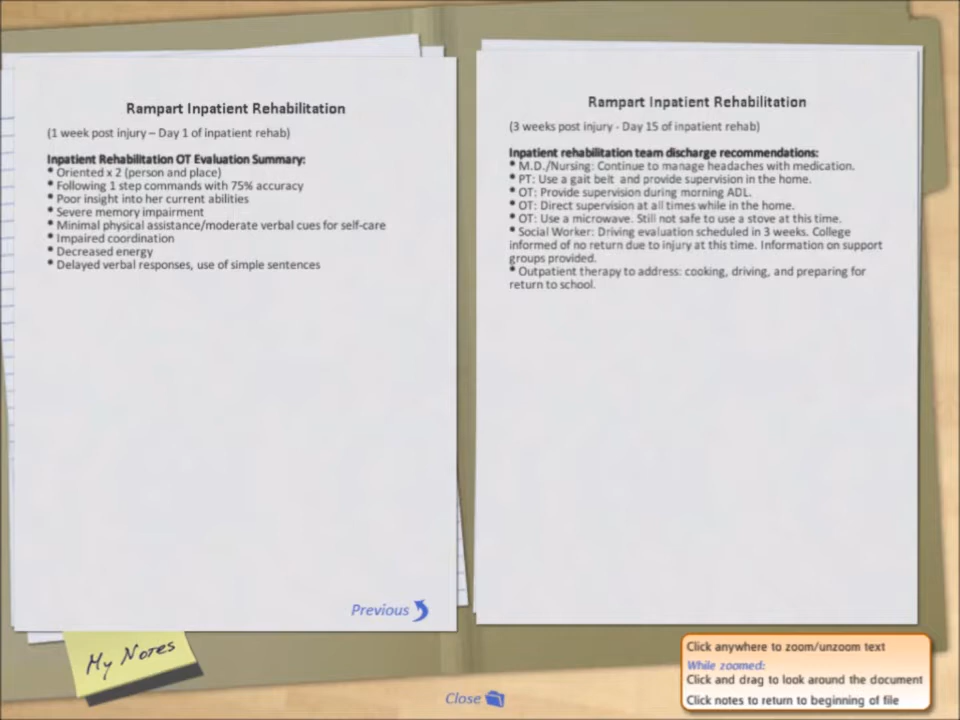 Rampart Inpatient Rehabilitation
(1 week post injury – Day 1 of inpatient rehab)
Inpatient Rehabilitation OT Evaluation Summary:
* Oriented x 2 (person and place)
* Following 1 step commands with 75% accuracy
* Poor insight into her current abilities
* Severe memory impairment
* Minimal physical assistance/moderate verbal cues for self-care
* Impaired coordination
* Decreased energy
* Delayed verbal responses, use of simple sentences
Previous
My Notes
Rampart Inpatient Rehabilitation
(3 weeks post injury - Day 15 of inpatient rehab)
Inpatient rehabilitation team discharge recommendations:
* M.D./Nursing: Continue to manage headaches with medication.
* PT: Use a gait belt and provide supervision in the home.
* OT: Provide supervision during morning ADL.
* OT: Direct supervision at all times while in the home.
* OT: Use a microwave. Still not safe to use a stove at this time.
* Social Worker: Driving evaluation scheduled in 3 weeks. College
informed of no return due to injury at this time. Information on support
groups provided.
* Outpatient therapy to address: cooking, driving, and preparing for
return to school.
Close
Click anywhere to zoom/unzoom text
While zoomed:
Click and drag to look around the document
Click notes to return to beginning of file